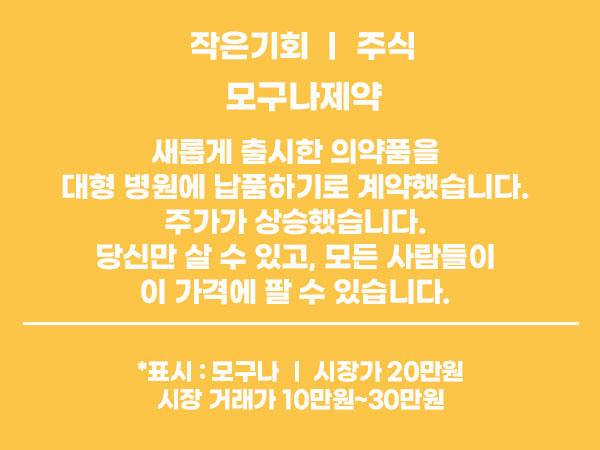 작은기회 ㅣ 주식
모구나제약
새롭게 출시한 의약품을
대형 병원에 납품하기로 계약했습니다.
주가가 상승했습니다.
당신만 살 수 있고, 모든 사람들이
이 가격에 팔 수 있습니다.
*표시 : 모구나 ㅣ 시장가 20만원
시장 거래가 10만원~30만원